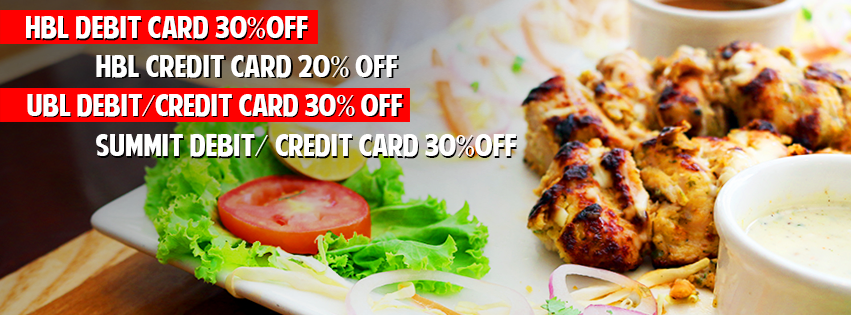 HBL DEBIT CARD 30%OFF
HBL CREDIT CARD 20% OFF
UBL DEBIT/CREDIT CARD 30% OFF
SUMMIT DEBIT/ CREDIT CARD 30%OFF